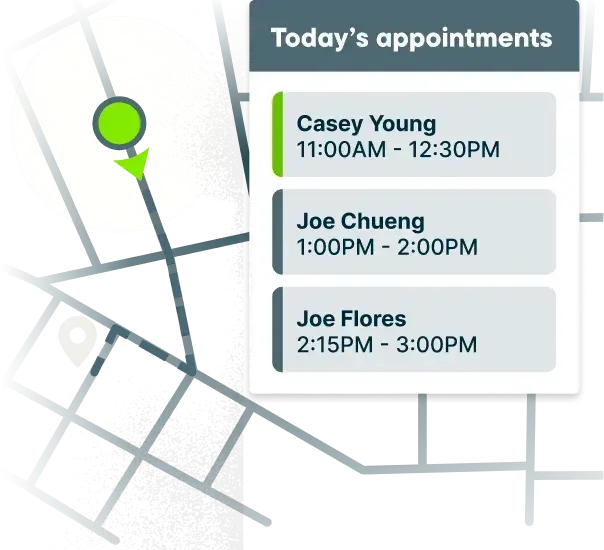 Today’s appointments
Casey Young
11:00AM - 12:30PM
Joe Chueng
1:00PM - 2:00PM
Joe Flores
2:15PM - 3:00PM